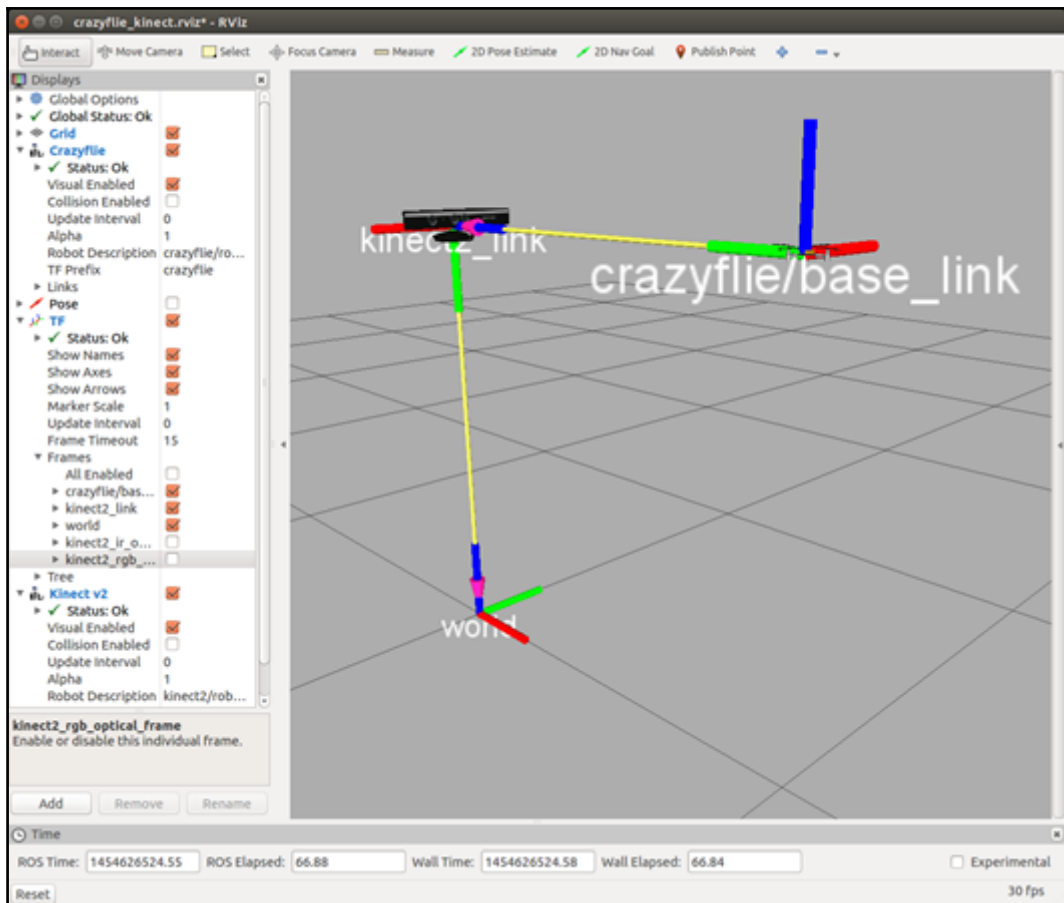 crazyflie_kinect.rviz* - RViz
Interact Move Camera Select Focus Camera Measure 2D Pose Estimate 2D Nav Goal Publish Point
Displays
Global Options
Global Status: Ok
Grid
Crazyflie
Status: Ok
Visual Enabled
Collision Enabled
Update Interval 0
Alpha 1
Robot Description crazyflie/ro...
TF Prefix crazyflie
Links
Pose
TF
Status: Ok
Show Names
Show Axes
Show Arrows
Marker Scale 1
Update Interval 0
Frame Timeout 15
Frames
All Enabled
crazyflie/bas...
kinect2_link
world
kinect2_ir_o...
kinect2_rgb_...
Tree
Kinect v2
Status: Ok
Visual Enabled
Collision Enabled
Update Interval 0
Alpha 1
Robot Description kinect2/rob...
kinect2_rgb_optical_frame
Enable or disable this individual frame.
Add Remove Rename
kinect2_link
crazyflie/base_link
world
Time
ROS Time: 1454626524.55 ROS Elapsed: 66.88 Wall Time: 1454626524.58 Wall Elapsed: 66.84 Experimental
Reset 30 fps